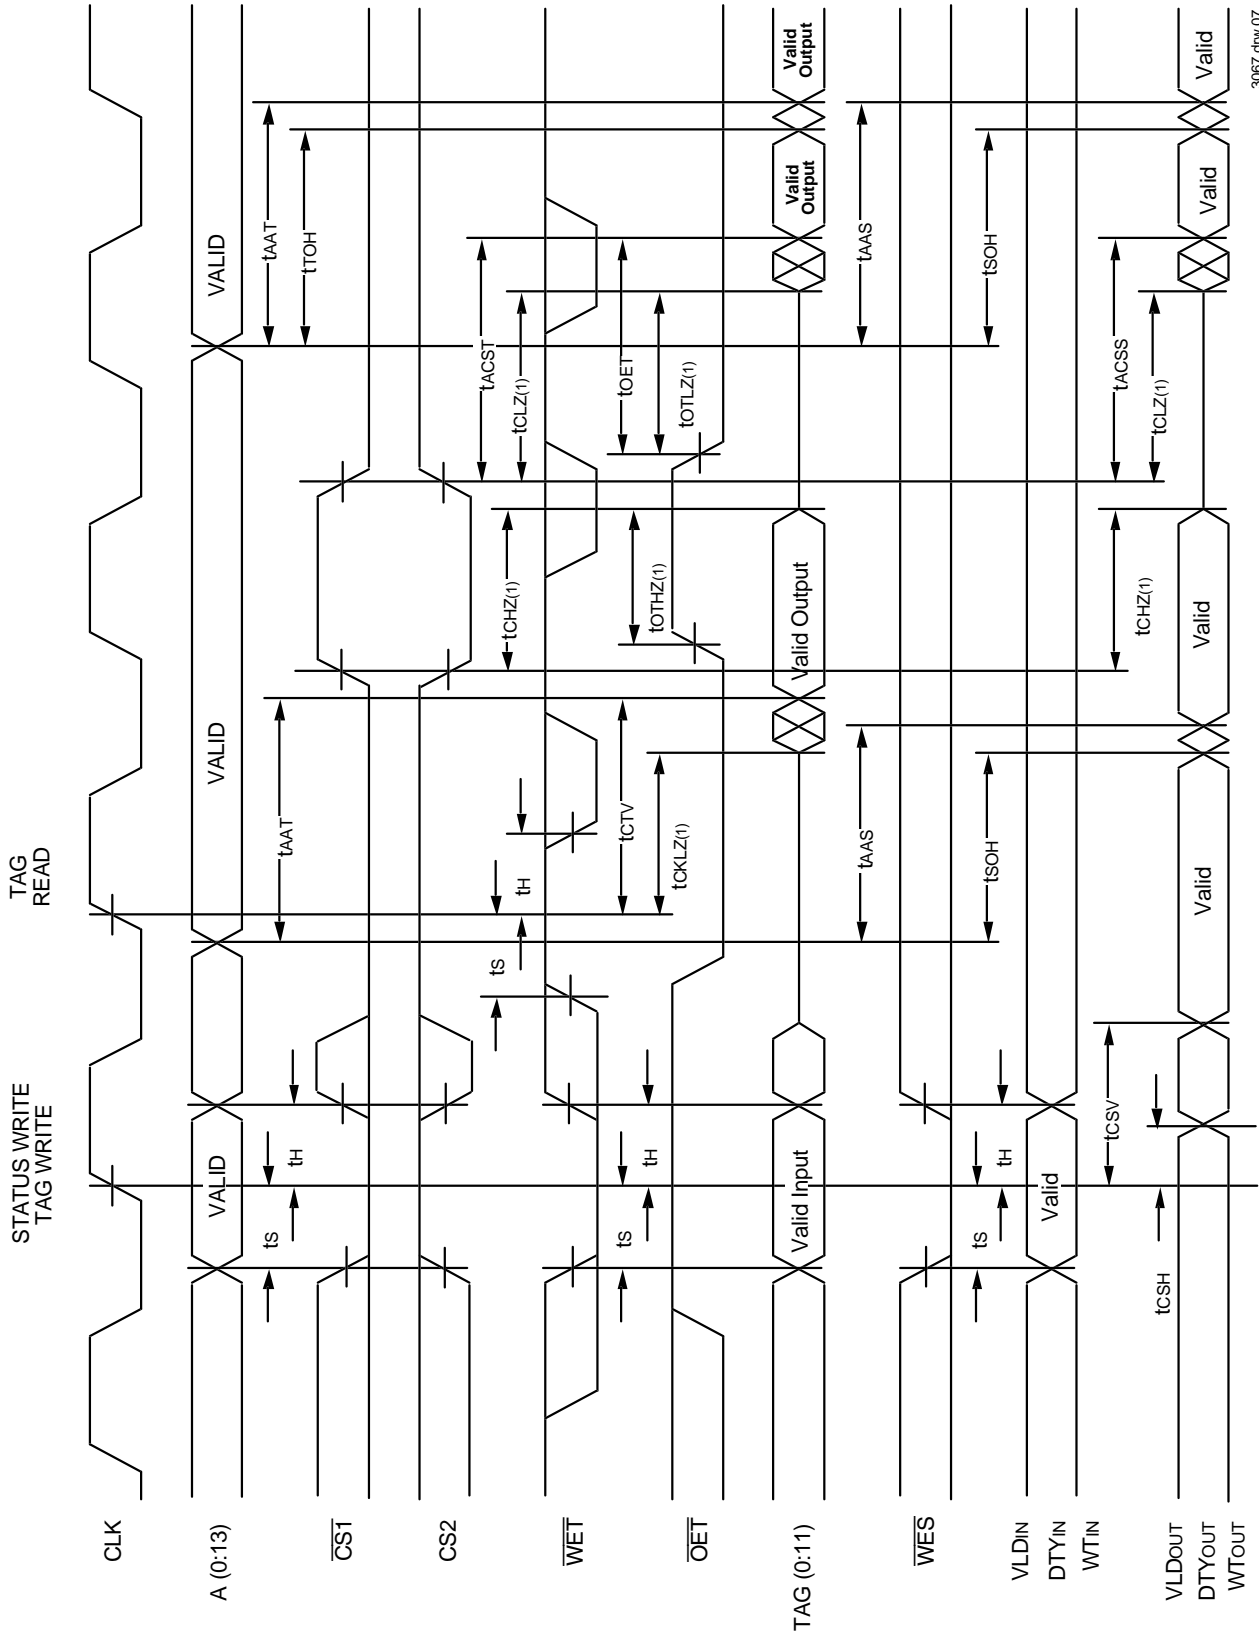 STATUS WRITE
TAG WRITE
TAG
READ
CLK
A (0:13)
VALID
VALID
VALID
tS
tH
tAAT
tAAT
tTOH
CS1
CS2
tS
tH
tCHZ(1)
tACST
tCLZ(1)
WET
tS
tH
tCTV
tCKLZ(1)
tOTHZ(1)
tOET
tOTLZ(1)
OET
TAG (0:11)
Valid Input
Valid Output
Valid
Output
Valid
Output
tAAS
tAAS
WES
tS
tH
tSOH
tSOH
VLDIN
DTYIN
WTIN
Valid
tCSV
tCSH
tCHZ(1)
tACSS
tCLZ(1)
VLDOUT
DTYOUT
WTOUT
Valid
Valid
Valid
Valid
3067 drw 07